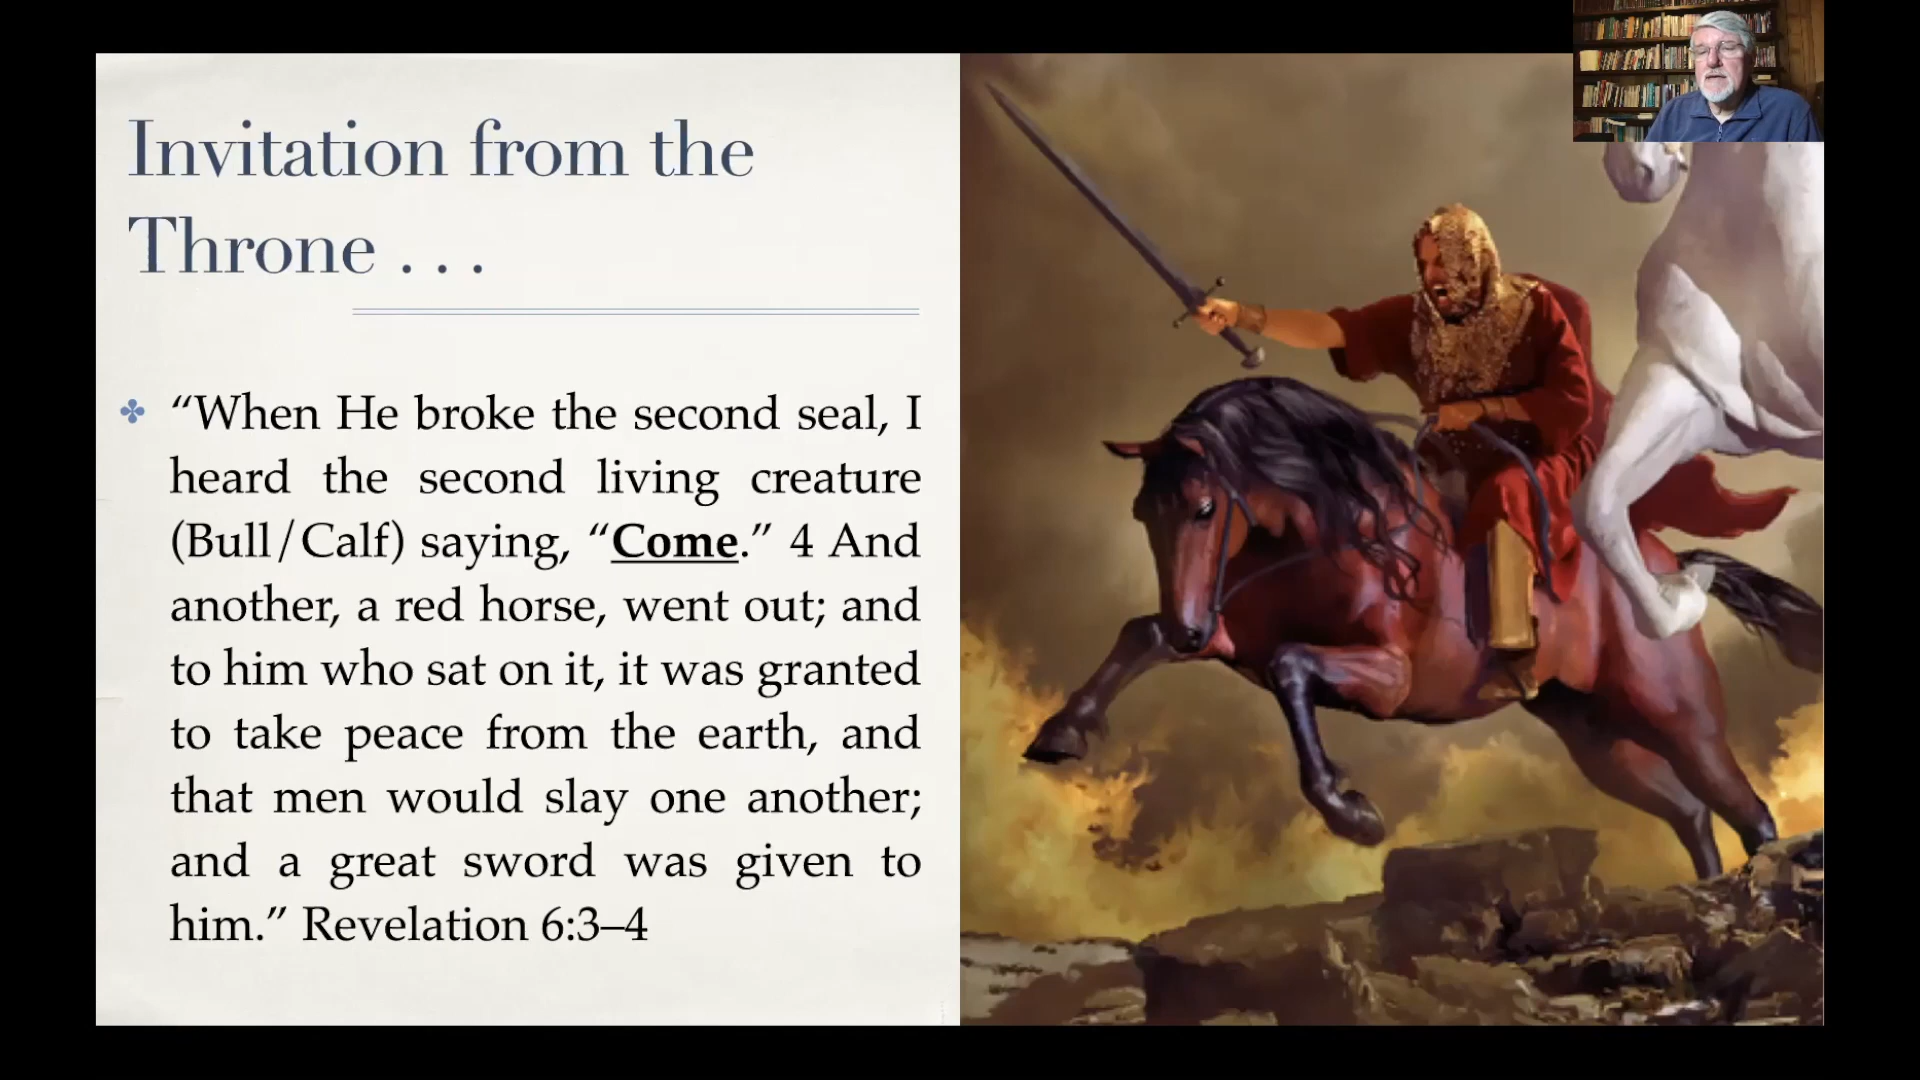 Invitation from the
Throne . . .
“When He broke the second seal, I
heard the second living creature
(Bull/Calf) saying, “Come.” 4 And
another, a red horse, went out; and
to him who sat on it, it was granted
to take peace from the earth, and
that men would slay one another;
and a great sword was given to
him.” Revelation 6:3–4